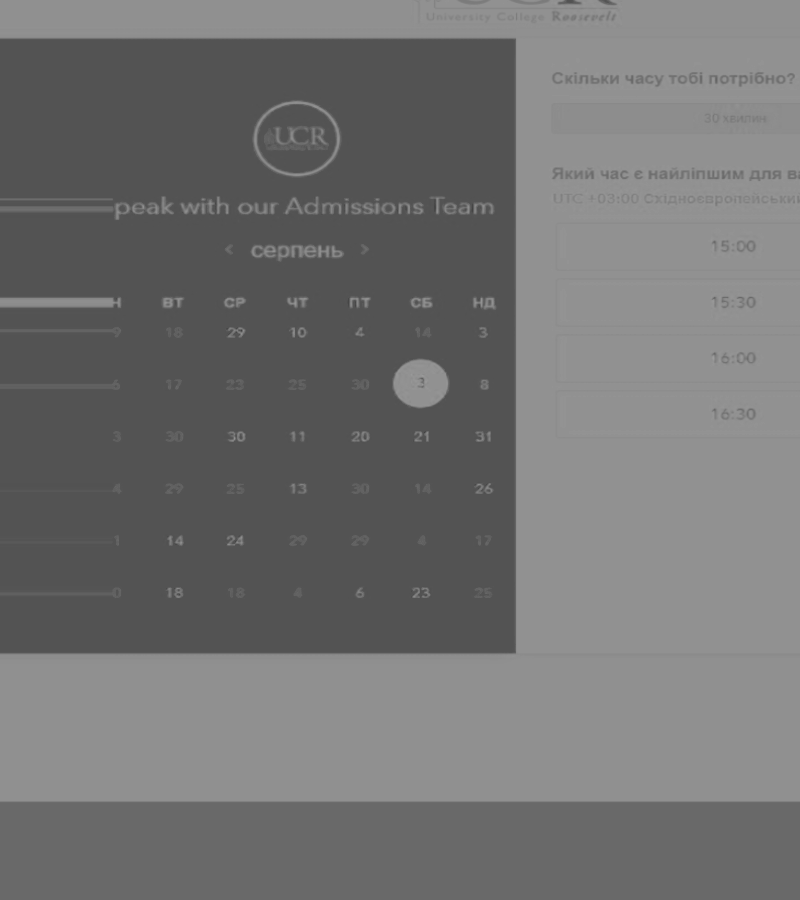 UCR
University College Roosevelt
UCR
peak with our Admissions Team
< серпень >
Н ВТ СР ЧТ ПТ СБ НД
9 18 29 10 4 14 3
6 17 23 25 30 3 8
3 30 30 11 20 21 31
4 29 25 13 30 14 26
1 14 24 29 29 4 17
0 18 18 4 6 23 25
Скільки часу тобі потрібно?
30 хвилин
Який час є найліпшим для ва
UTC +03:00 Східноєвропейський
15:00
15:30
16:00
16:30